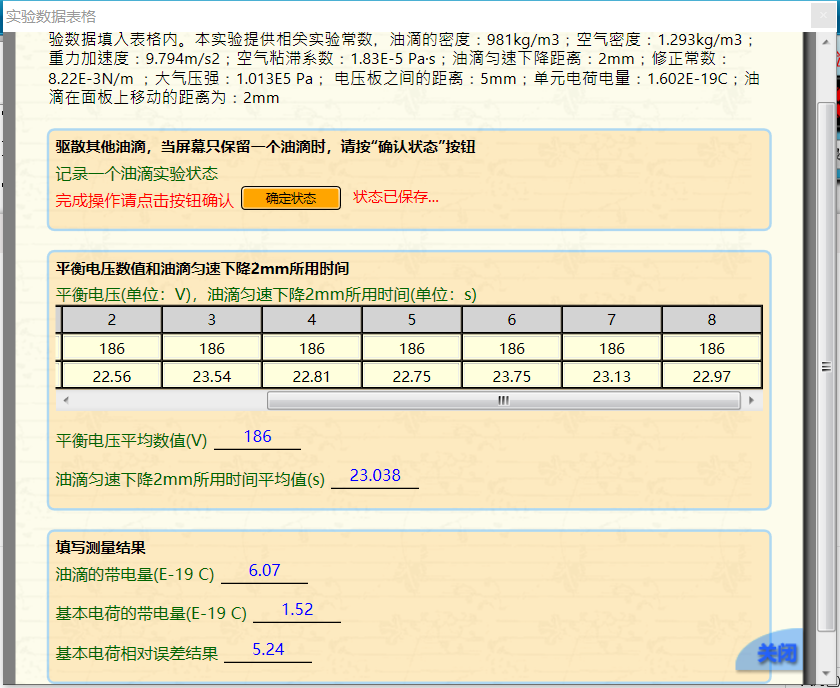 实验数据表格
验数据填入表格内。本实验提供相关实验常数，油滴的密度：981kg/m3；空气密度：1.293kg/m3；
重力加速度：9.794m/s2；空气粘滞系数：1.83E-5 Pa·s；油滴匀速下降距离：2mm；修正常数：
8.22E-3N/m ；大气压强：1.013E5 Pa； 电压板之间的距离：5mm；单元电荷电量：1.602E-19C；油
滴在面板上移动的距离为：2mm
驱散其他油滴，当屏幕只保留一个油滴时，请按“确认状态”按钮
记录一个油滴实验状态
完成操作请点击按钮确认 确定状态 状态已保存...
平衡电压数值和油滴匀速下降2mm所用时间
平衡电压(单位：V)，油滴匀速下降2mm所用时间(单位：s)
2 3 4 5 6 7 8
186 186 186 186 186 186 186
22.56 23.54 22.81 22.75 23.75 23.13 22.97
平衡电压平均数值(V) 186
油滴匀速下降2mm所用时间平均值(s) 23.038
填写测量结果
油滴的带电量(E-19 C) 6.07
基本电荷的带电量(E-19 C) 1.52
基本电荷相对误差结果 5.24
关闭